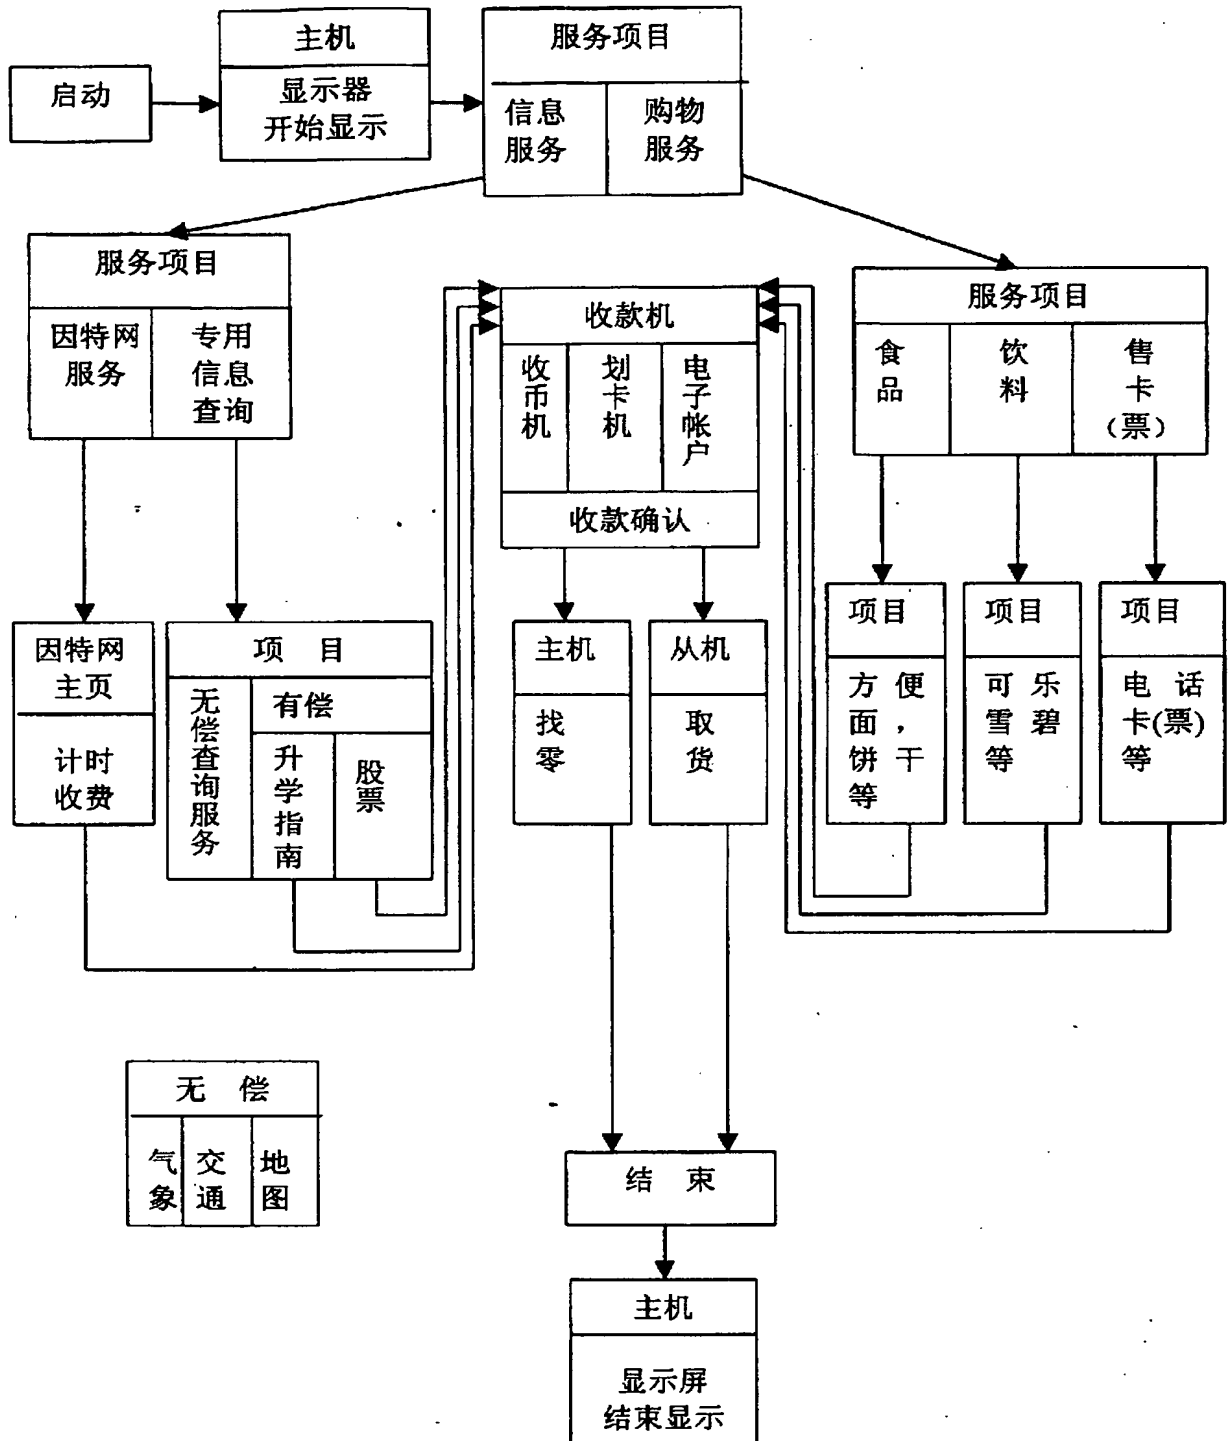 启动
主机
显示器
开始显示
服务项目
信息
服务
购物
服务
服务项目
因特网
服务
专用
信息
查询
收款机
收币机
划卡机
电子帐户
收款确认
服务项目
食品
饮料
售
卡
（票）
因特网
主页
计时
收费
项 目
无偿查询服务
有偿
升学指南
股票
主机
找零
从机
取货
项目
方 便
面 ，
饼 干
等
项目
可 乐
雪 碧
等
项目
电 话
卡(票)
等
无 偿
气象
交通
地图
结 束
主机
显示屏
结束显示